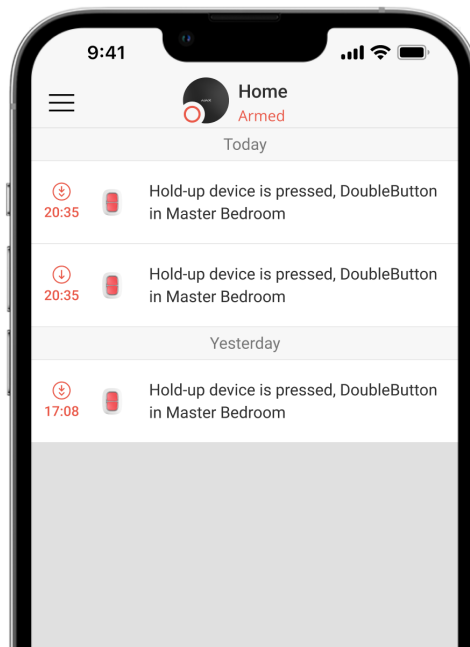 9:41
Home
Armed
Today
Hold-up device is pressed, DoubleButton
20:35
in Master Bedroom
Hold-up device is pressed, DoubleButton
20:35
in Master Bedroom
Yesterday
Hold-up device is pressed, DoubleButton
17:08
in Master Bedroom